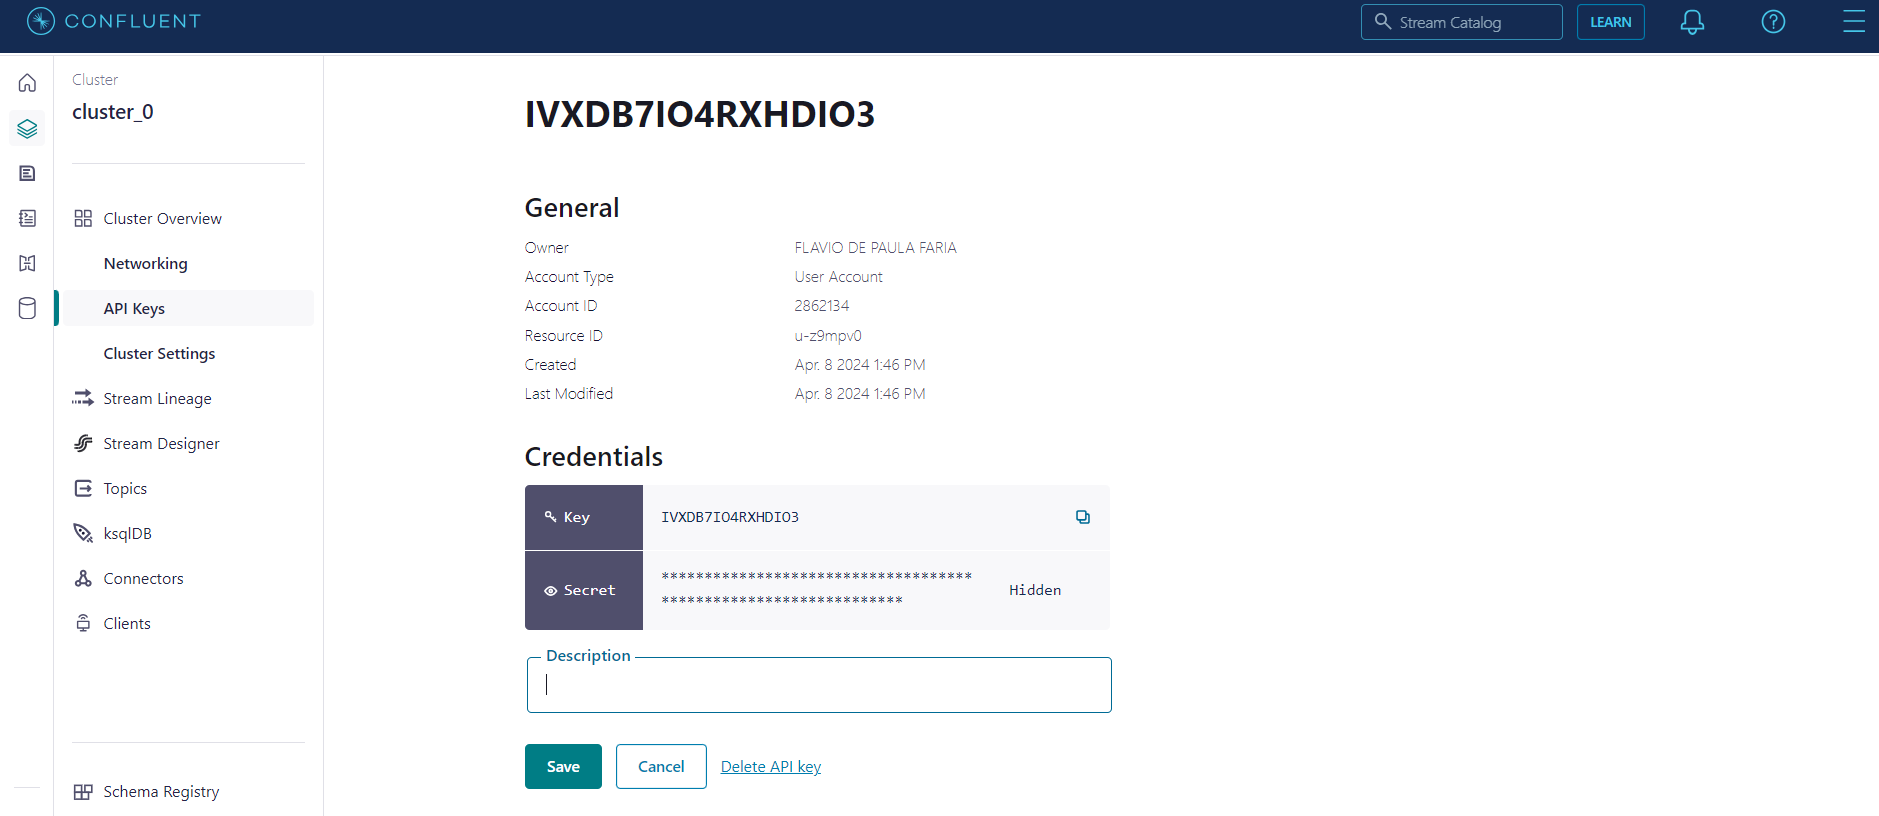 CONFLUENT
Stream Catalog
LEARN
Cluster
cluster_0
Cluster Overview
Networking
API Keys
Cluster Settings
Stream Lineage
Stream Designer
Topics
ksqlDB
Connectors
Clients
Schema Registry
IVXDB7IO4RXHDIO3
General
Owner FLAVIO DE PAULA FARIA
Account Type User Account
Account ID 2862134
Resource ID u-z9mpv0
Created Apr. 8 2024 1:46 PM
Last Modified Apr. 8 2024 1:46 PM
Credentials
Key IVXDB7IO4RXHDIO3
Secret ************************************
**************************** Hidden
Description
Save Cancel Delete API key